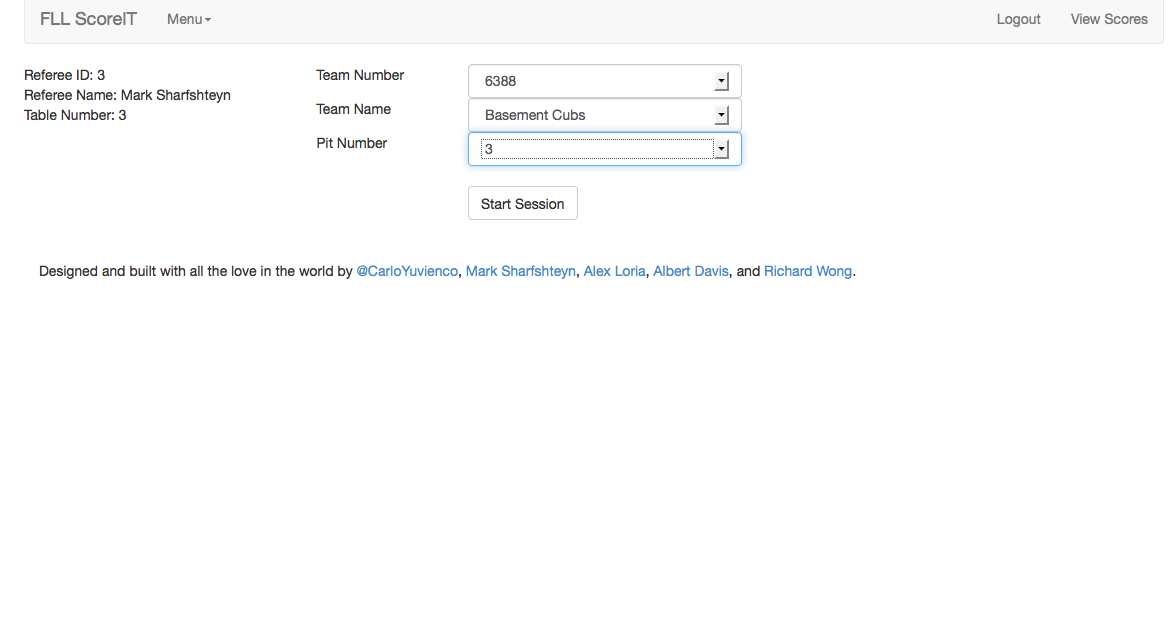 FLL ScoreIT Menu Logout View Scores
Referee ID: 3
Referee Name: Mark Sharfshteyn
Table Number: 3
Team Number 6388
Team Name Basement Cubs
Pit Number 3
Start Session
Designed and built with all the love in the world by @CarloYuvienco, Mark Sharfshteyn, Alex Loria, Albert Davis, and Richard Wong.